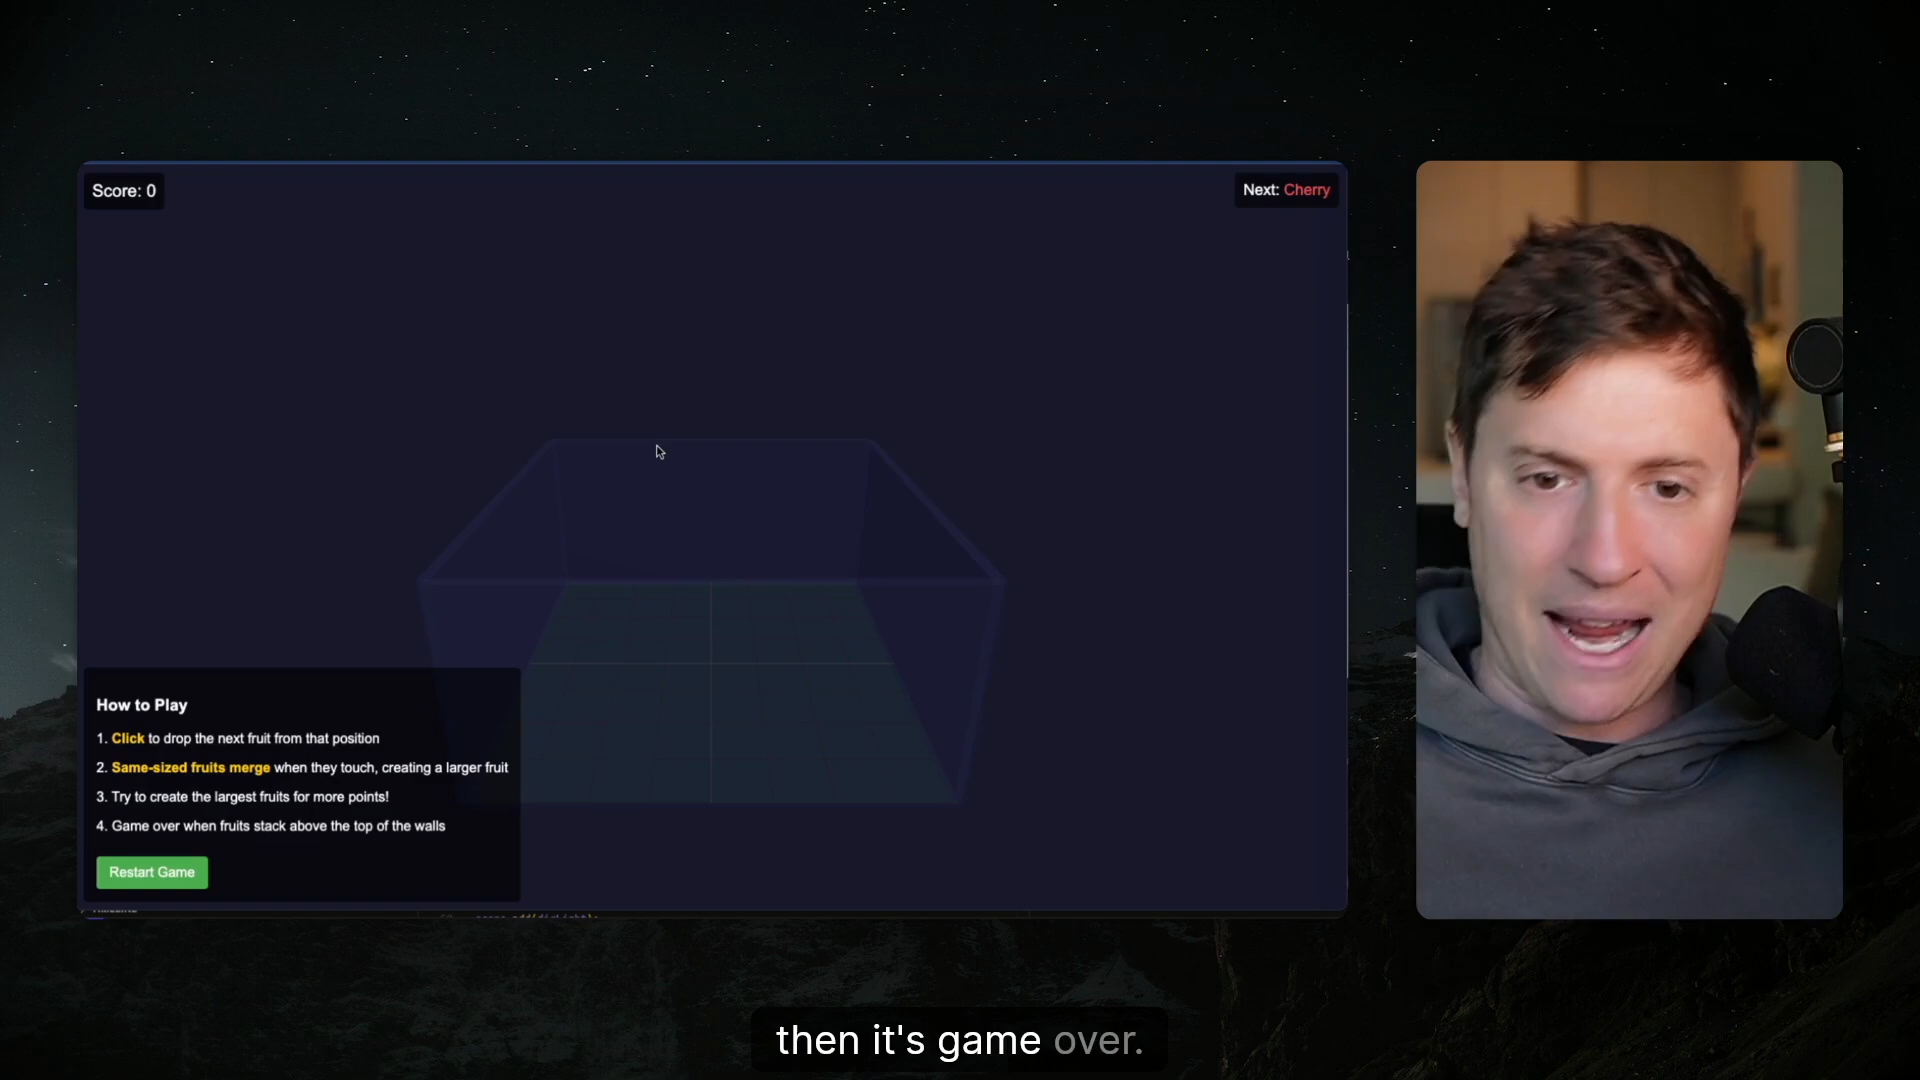 Score: 0
Next: Cherry
How to Play
1. Click to drop the next fruit from that position
2. Same-sized fruits merge when they touch, creating a larger fruit
3. Try to create the largest fruits for more points!
4. Game over when fruits stack above the top of the walls
Restart Game
then it's game over.